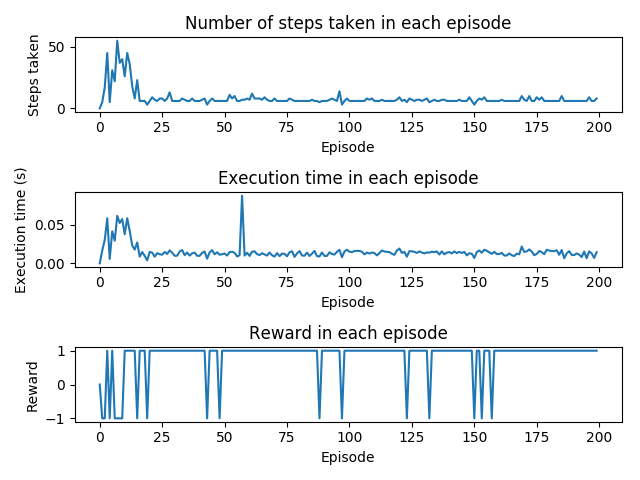 Number of steps taken in each episode
Steps taken
50
0
0 25 50 75 100 125 150 175 200
Episode
Execution time in each episode
Execution time (s)
0.05
0.00
0 25 50 75 100 125 150 175 200
Episode
Reward in each episode
Reward
1
0
−1
0 25 50 75 100 125 150 175 200
Episode